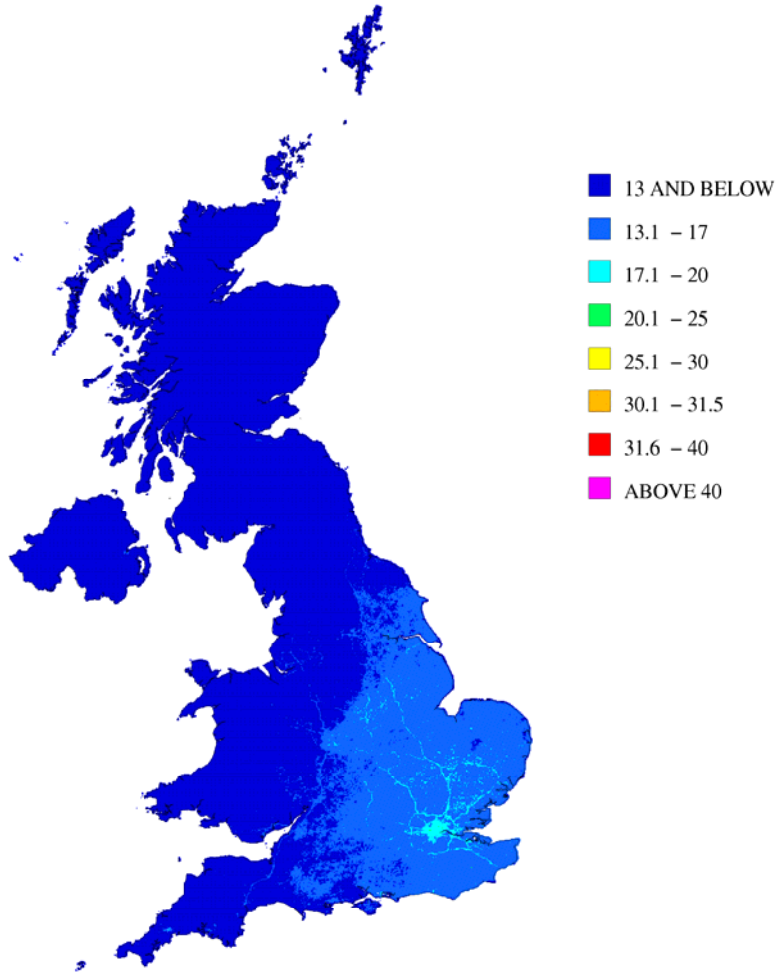 13 AND BELOW
13.1 – 17
17.1 – 20
20.1 – 25
25.1 – 30
30.1 – 31.5
31.6 – 40
ABOVE 40